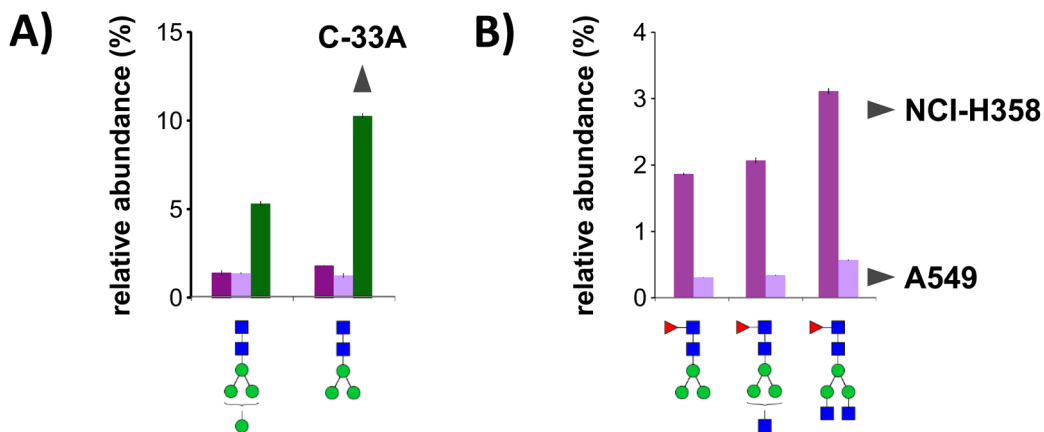 A)
relative abundance (%)
15
10
5
0
C-33A
B)
relative abundance (%)
4
3
2
1
0
NCI-H358
A549